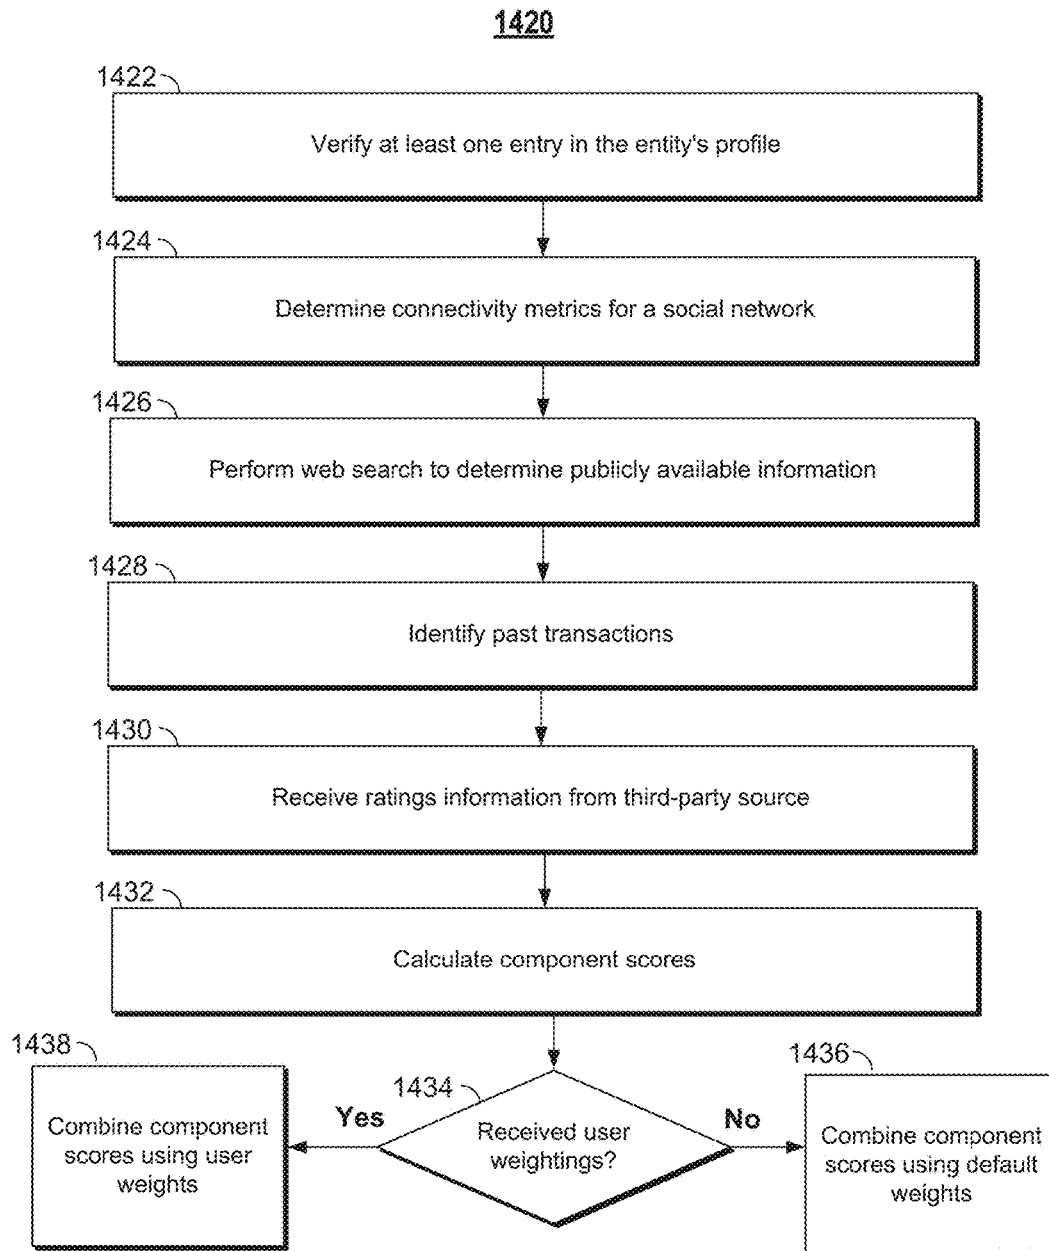 1420
1422
Verify at least one entry in the entity's profile
1424
Determine connectivity metrics for a social network
1426
Perform web search to determine publicly available information
1428
Identify past transactions
1430
Receive ratings information from third-party source
1432
Calculate component scores
1438
Combine component
scores using user
weights
Yes
1434
Received user
weightings?
No
1436
Combine component
scores using default
weights